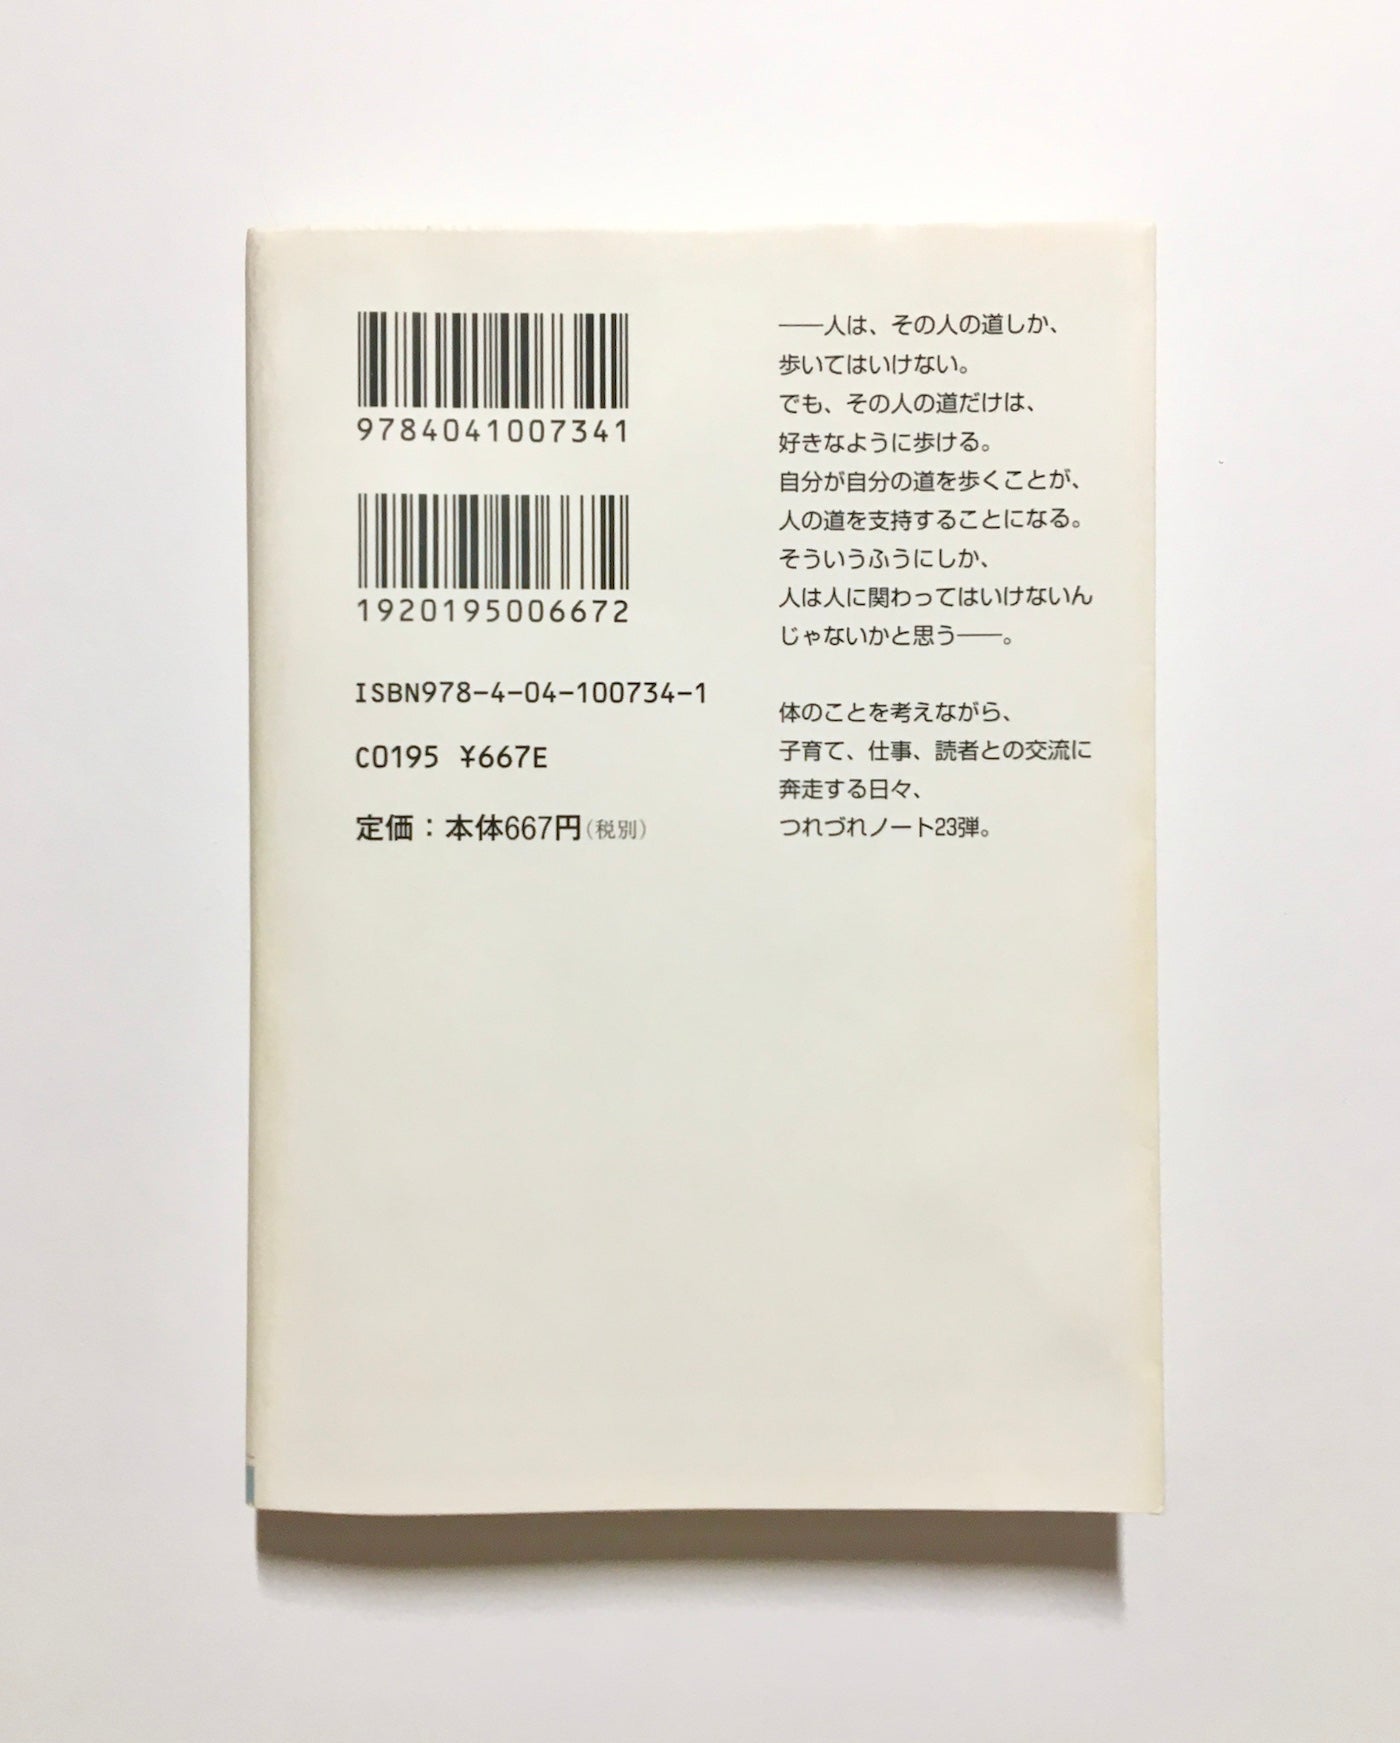 9784041007341
1920195006672
ISBN978-4-04-100734-1
C0195 ¥667E
定価：本体667円（税別）
――人は、その人の道しか、
歩いてはいけない。
でも、その人の道だけは、
好きなように歩ける。
自分が自分の道を歩くことが、
人の道を支持することになる。
そういうふうにしか、
人は人に関わってはいけないん
じゃないかと思う――。
体のことを考えながら、
子育て、仕事、読者との交流に
奔走する日々、
つれづれノート23弾。